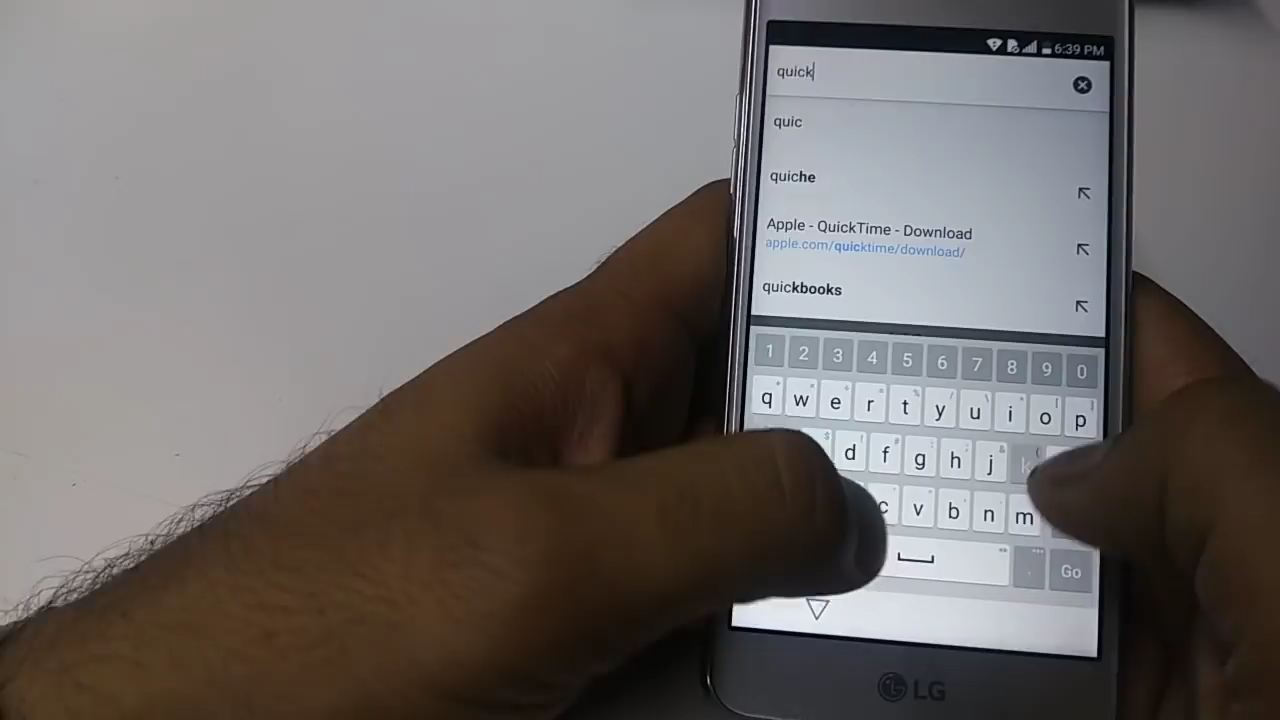 6:39 PM
quick
quic
quiche
Apple - QuickTime - Download
apple.com/quicktime/download/
quickbooks
1 2 3 4 5 6 7 8 9 0
q w e r t y u i o p
d f g h j k
c v b n m
. Go
LG